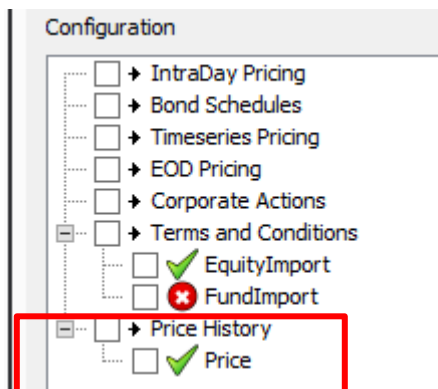 Configuration
IntraDay Pricing
Bond Schedules
Timeseries Pricing
EOD Pricing
Corporate Actions
Terms and Conditions
EquityImport
FundImport
Price History
Price